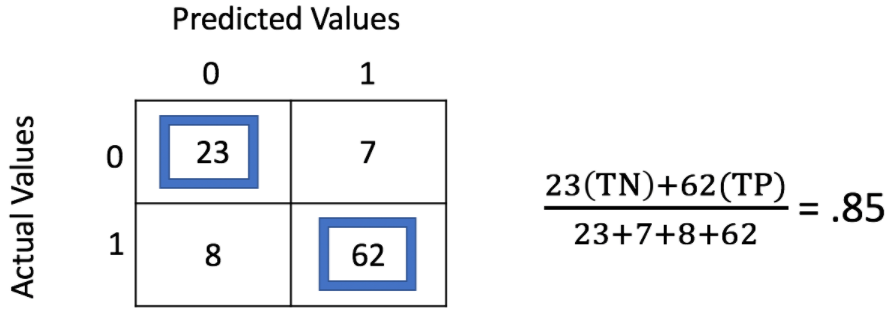 Predicted Values
0 1
Actual Values
0 23 7
1 8 62
23(TN)+62(TP)
23+7+8+62
= .85